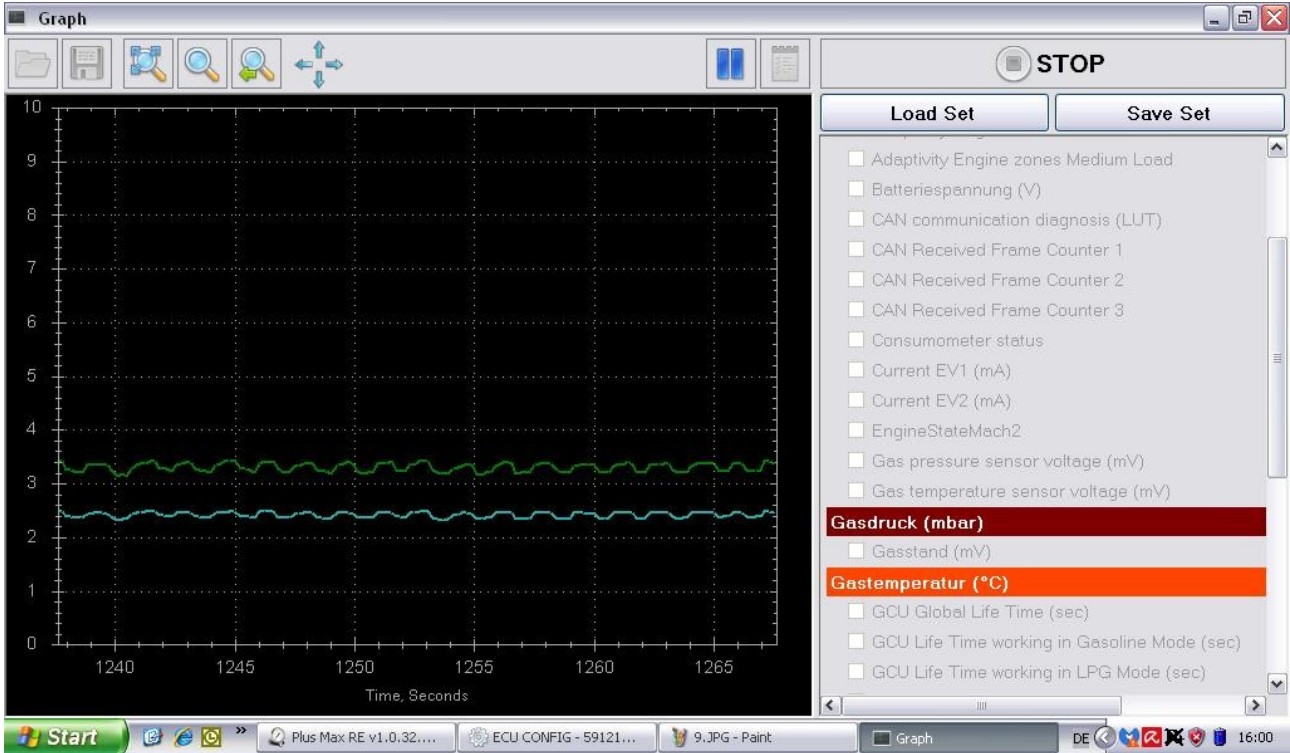 Graph
STOP
Load Set
Save Set
Adaptivity Engine zones Medium Load
Batteriespannung (V)
CAN communication diagnosis (LUT)
CAN Received Frame Counter 1
CAN Received Frame Counter 2
CAN Received Frame Counter 3
Consumometer status
Current EV1 (mA)
Current EV2 (mA)
EngineStateMach2
Gas pressure sensor voltage (mV)
Gas temperature sensor voltage (mV)
Gasdruck (mbar)
Gasstand (mV)
Gastemperatur (°C)
GCU Global Life Time (sec)
GCU Life Time working in Gasoline Mode (sec)
GCU Life Time working in LPG Mode (sec)
10
9
8
7
6
5
4
3
2
1
0
1240 1245 1250 1255 1260 1265
Time, Seconds
Start
Plus Max RE v1.0.32....
ECU CONFIG - 59121...
9.JPG - Paint
Graph
DE
16:00